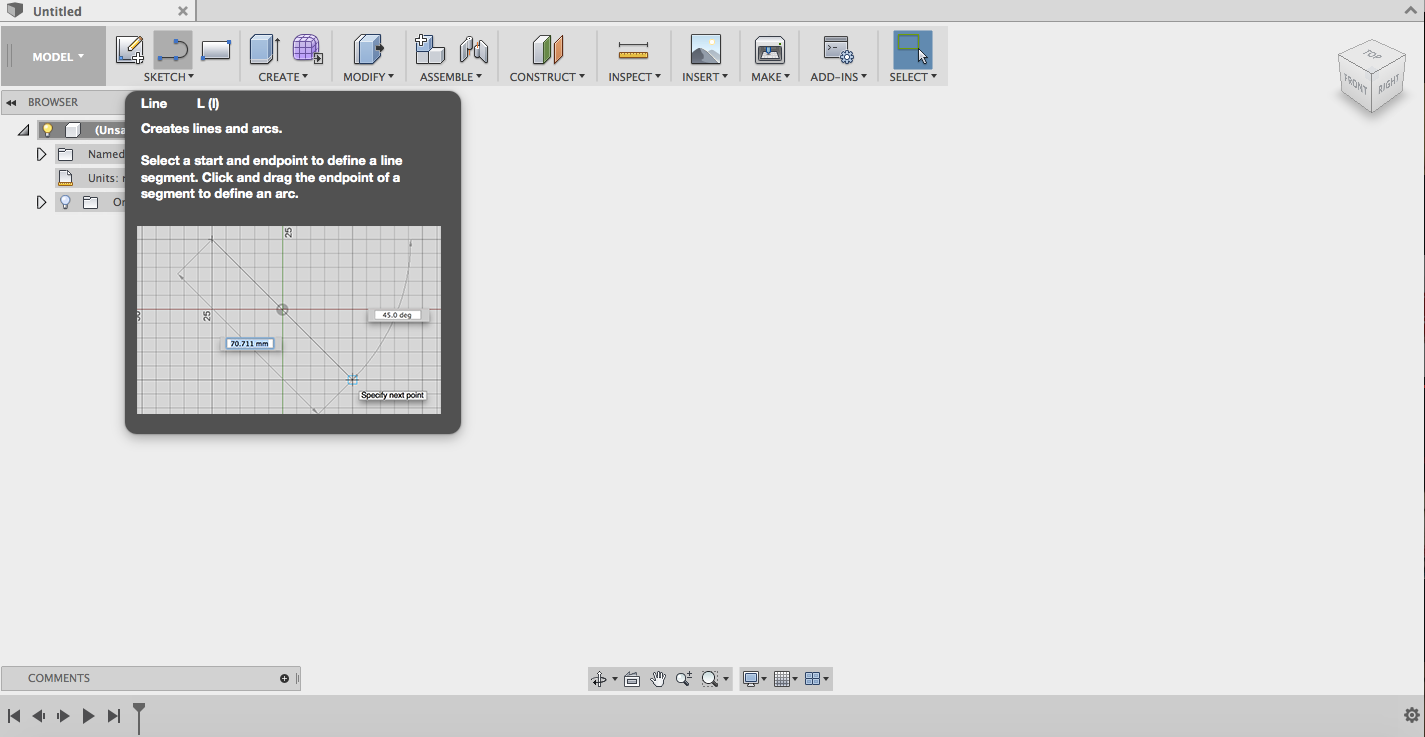 Untitled
MODEL
SKETCH
CREATE
MODIFY
ASSEMBLE
CONSTRUCT
INSPECT
INSERT
MAKE
ADD-INS
SELECT
TOP
FRONT
RIGHT
BROWSER
(Unsa
Named
Units:
Or
Line L (l)
Creates lines and arcs.
Select a start and endpoint to define a line
segment. Click and drag the endpoint of a
segment to define an arc.
25
25
45.0 deg
70.711 mm
Specify next point
COMMENTS